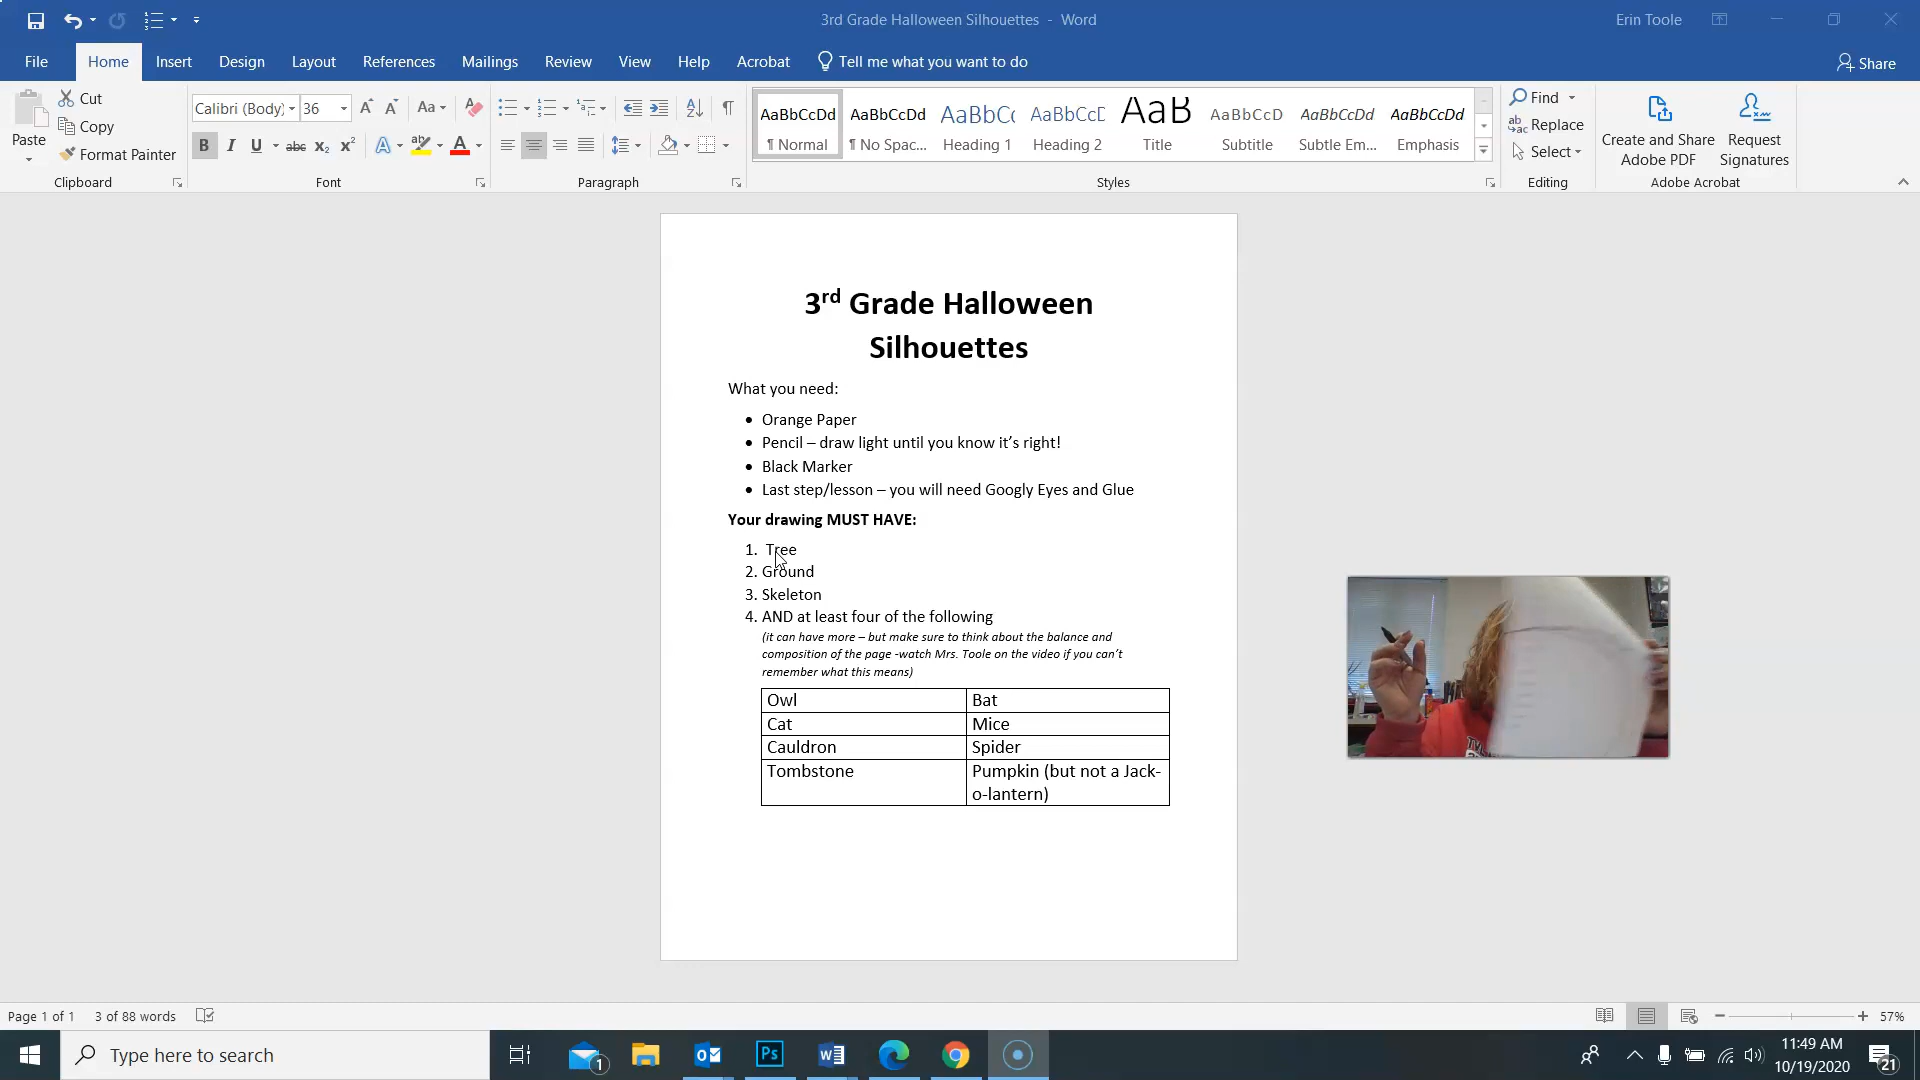 3rd Grade Halloween Silhouettes - Word
Erin Toole
File Home Insert Design Layout References Mailings Review View Help Acrobat Tell me what you want to do Share
Paste
Cut
Copy
Format Painter
Clipboard
Calibri (Body) 36
Font
Paragraph
AaBbCcDd AaBbCcDd AaBbCc AaBbCcC AaB AaBbCcD AaBbCcDd AaBbCcDd
¶ Normal ¶ No Spac... Heading 1 Heading 2 Title Subtitle Subtle Em... Emphasis
Styles
Find
Replace
Select
Editing
Create and Share
Adobe PDF
Request
Signatures
Adobe Acrobat
3rd Grade Halloween
Silhouettes
What you need:
• Orange Paper
• Pencil – draw light until you know it’s right!
• Black Marker
• Last step/lesson – you will need Googly Eyes and Glue
Your drawing MUST HAVE:
1. Tree
2. Ground
3. Skeleton
4. AND at least four of the following
(it can have more – but make sure to think about the balance and
composition of the page -watch Mrs. Toole on the video if you can’t
remember what this means)
Owl Bat
Cat Mice
Cauldron Spider
Tombstone Pumpkin (but not a Jack-
o-lantern)
Page 1 of 1 3 of 88 words
57%
Type here to search
1
Ps
11:49 AM
10/19/2020
21